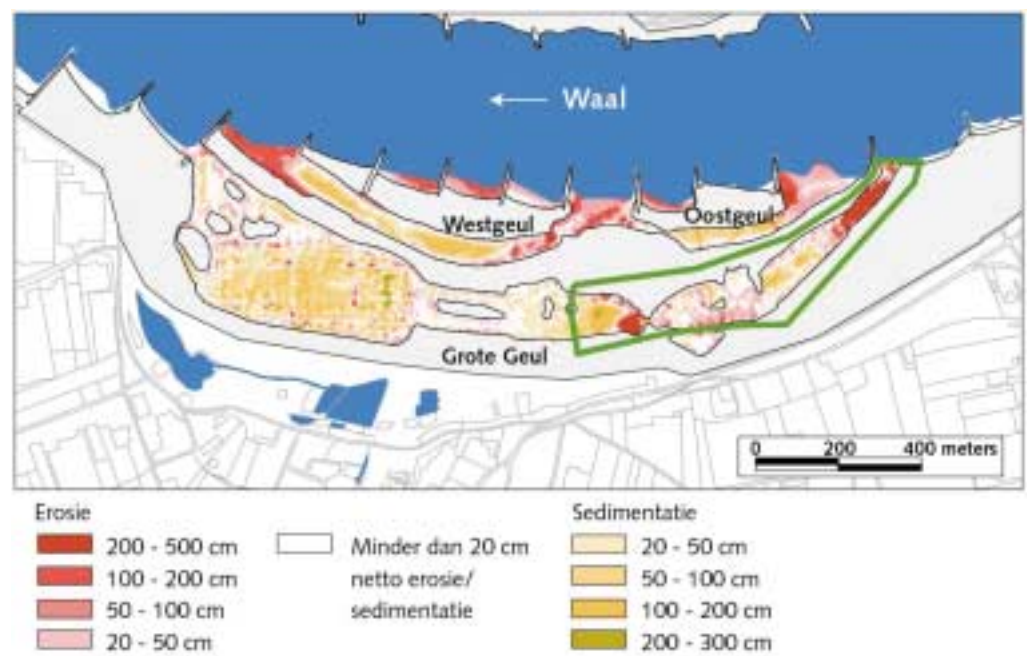 ← Waal
Westgeul
Oostgeul
Grote Geul
0 200 400 meters
Erosie
200 - 500 cm
100 - 200 cm
50 - 100 cm
20 - 50 cm
Minder dan 20 cm
netto erosie/
sedimentatie
Sedimentatie
20 - 50 cm
50 - 100 cm
100 - 200 cm
200 - 300 cm